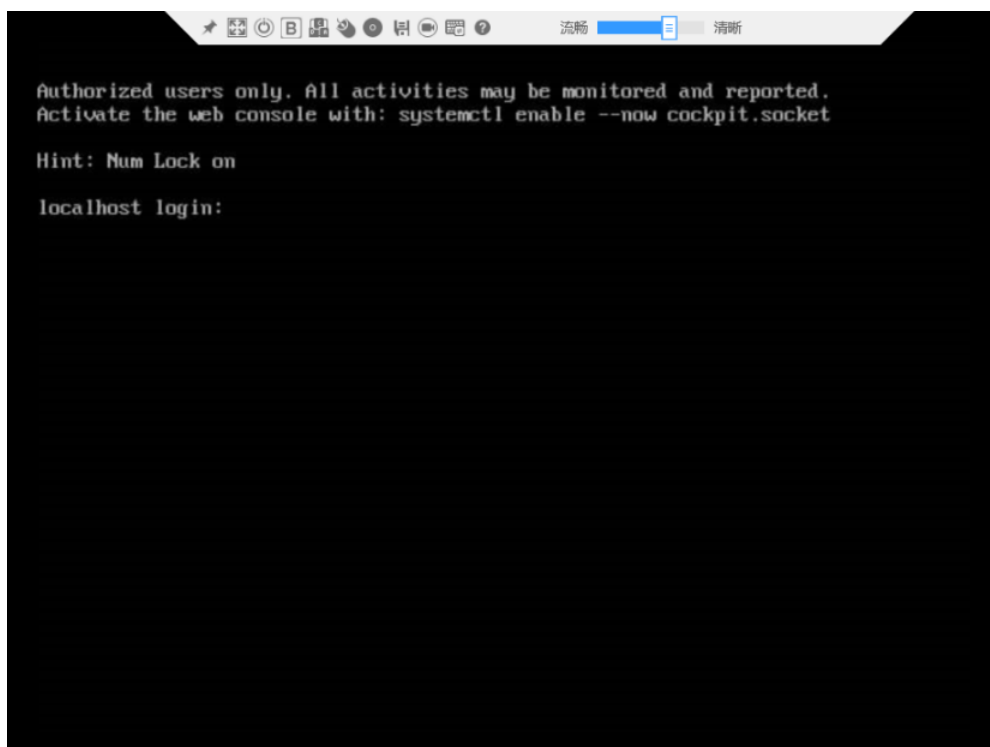 B
流畅 清晰
Authorized users only. All activities may be monitored and reported.
Activate the web console with: systemctl enable --now cockpit.socket
Hint: Num Lock on
localhost login: